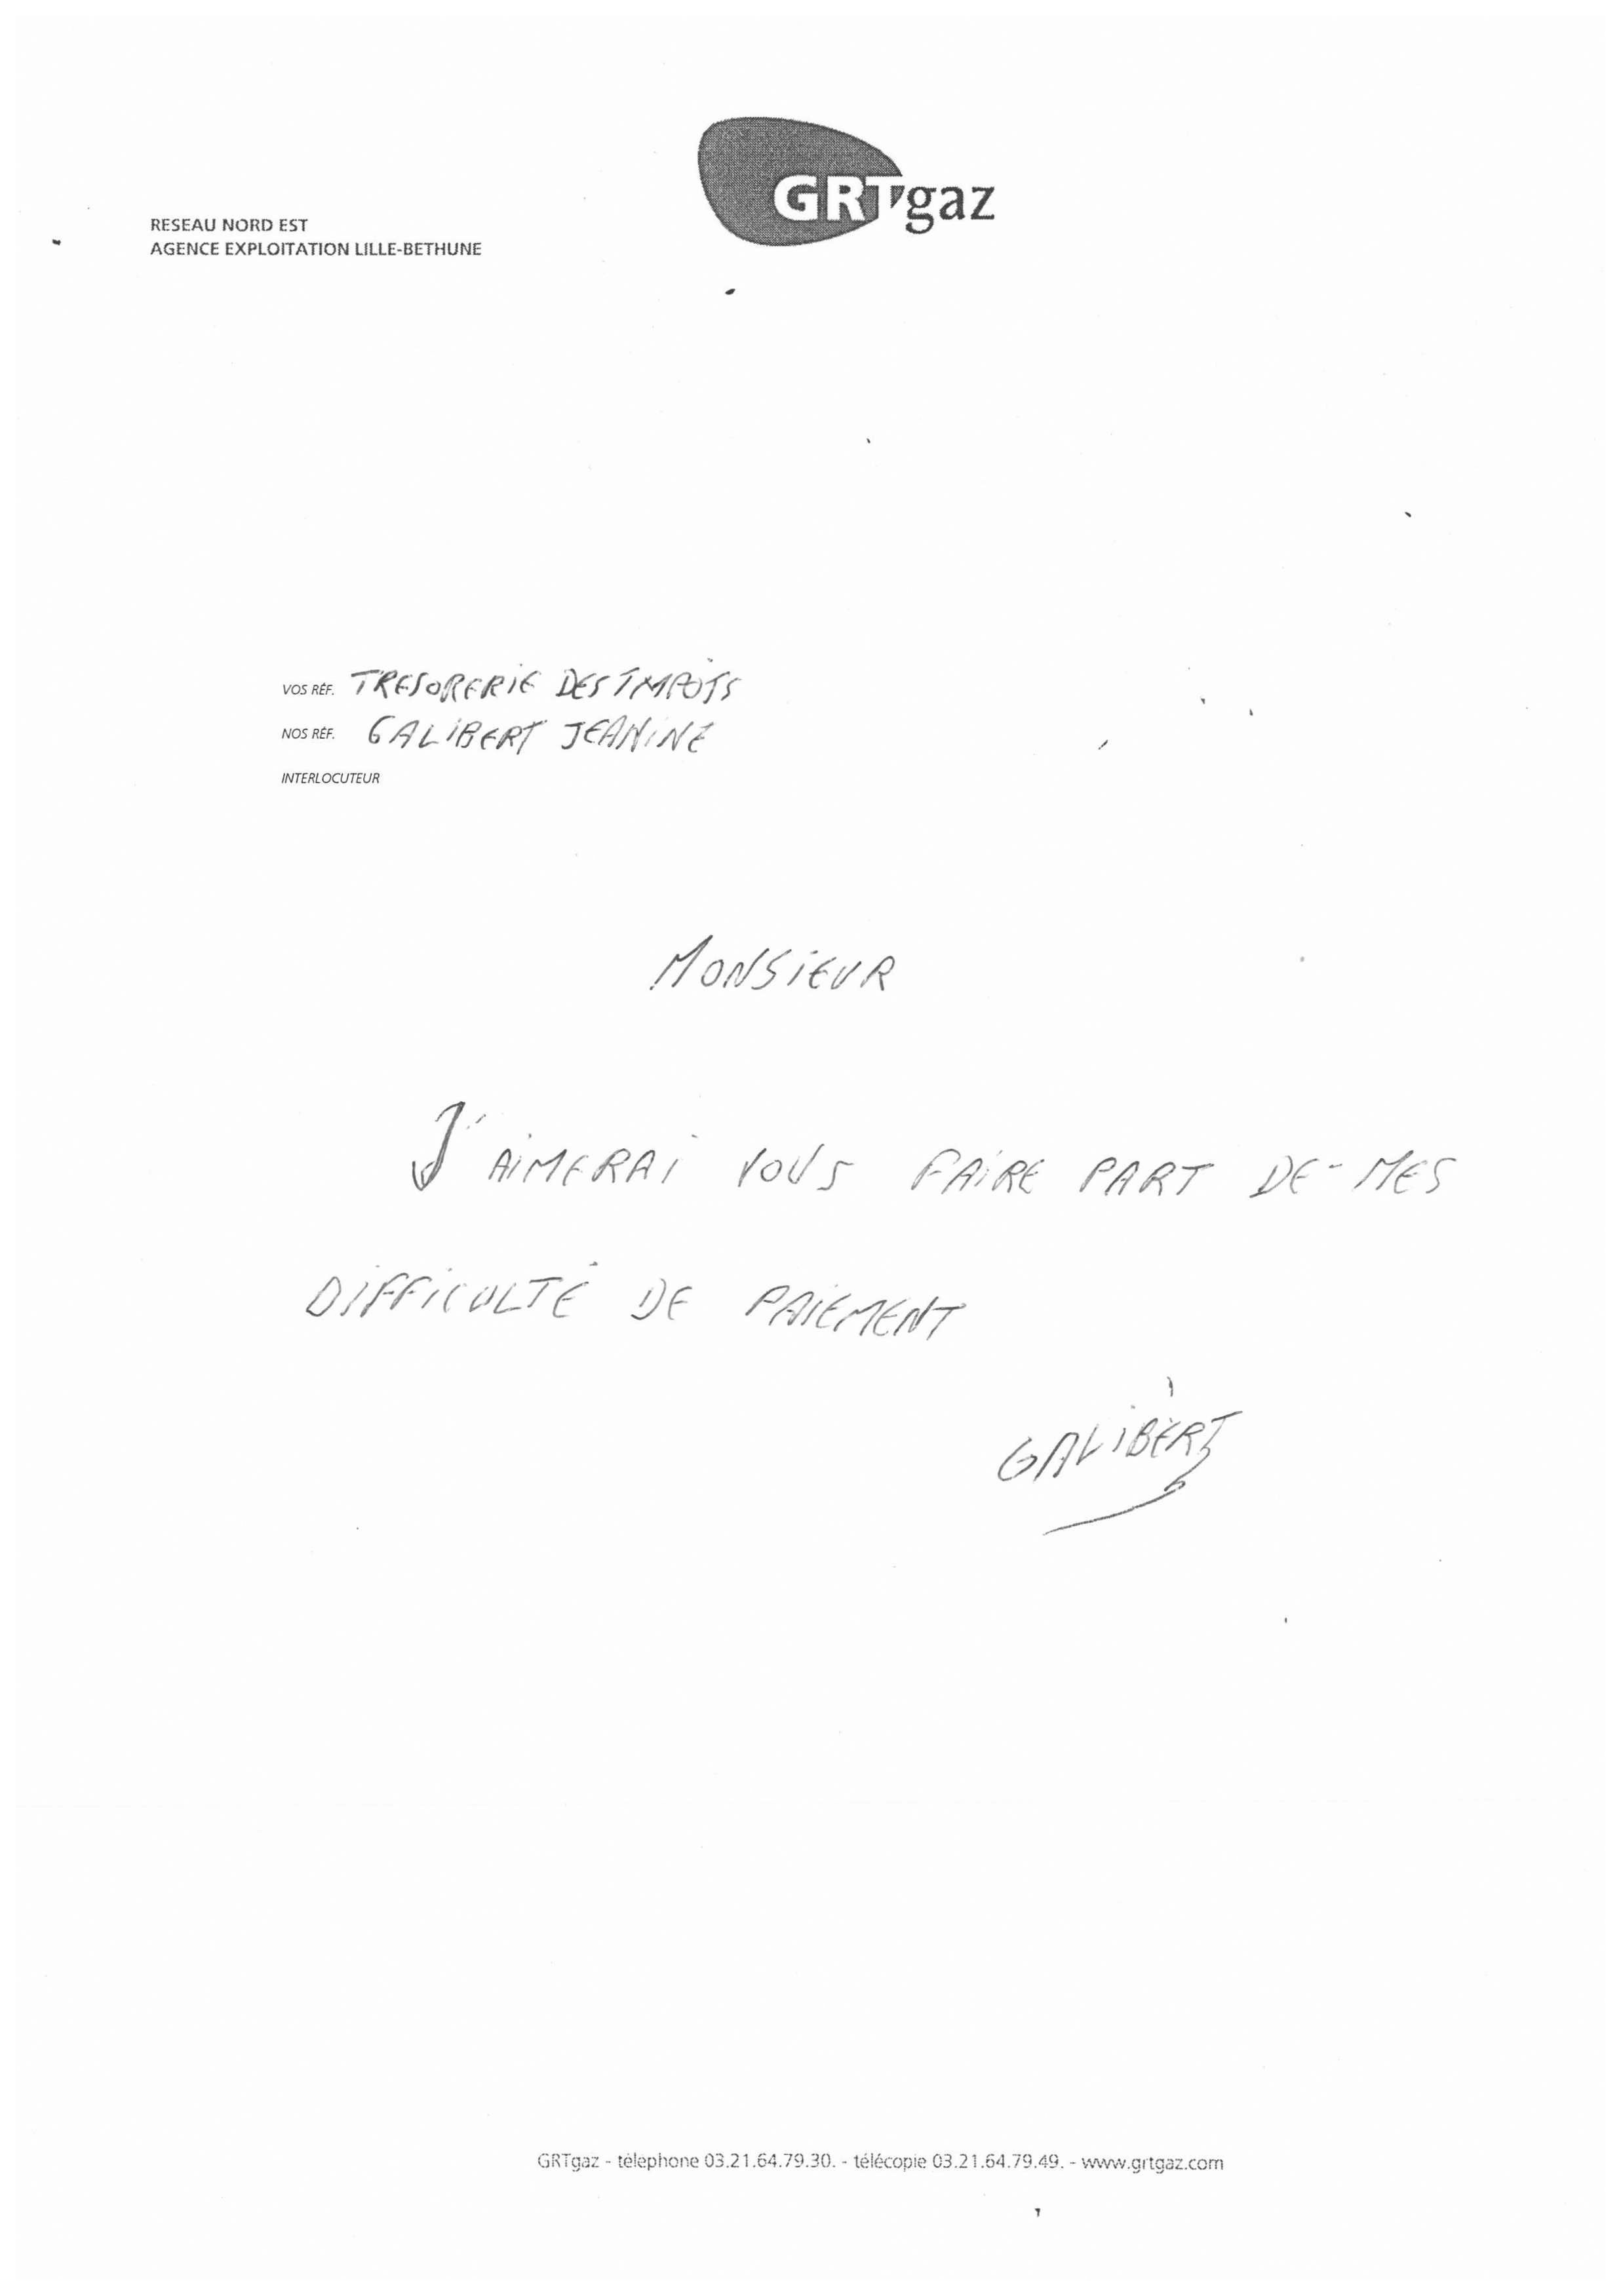 GRTgaz
RESEAU NORD EST
AGENCE EXPLOITATION LILLE-BETHUNE
VOS RÉF. TRESORERIE DES IMPÔTS
NOS RÉF. GALIBERT JEANINE
INTERLOCUTEUR
MONSIEUR
J'AIMERAI VOUS FAIRE PART DE-MES
DIFFICULTÉ DE PAIEMENT
GALIBERT
GRTgaz - téléphone 03.21.64.79.30. - télécopie 03.21.64.79.49. - www.grtgaz.com